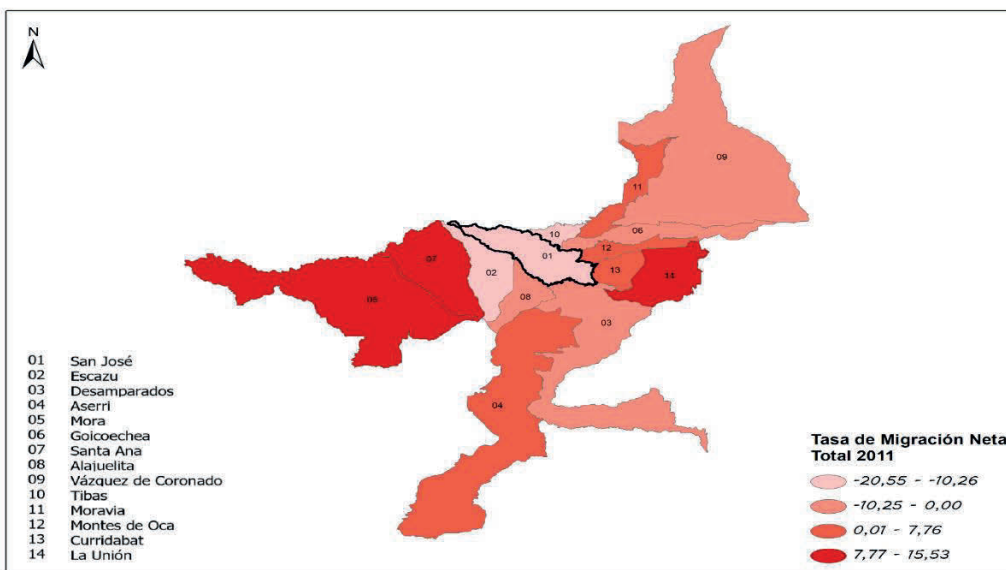 N
09
11
06
10
12
01
07
13
14
02
08
03
04
01 San José
02 Escazu
03 Desamparados
04 Aserri
05 Mora
06 Goicoechea
07 Santa Ana
08 Alajuelita
09 Vázquez de Coronado
10 Tibas
11 Moravia
12 Montes de Oca
13 Curridabat
14 La Unión
Tasa de Migración Neta
Total 2011
-20,55 - -10,26
-10,25 - 0,00
0,01 - 7,76
7,77 - 15,53